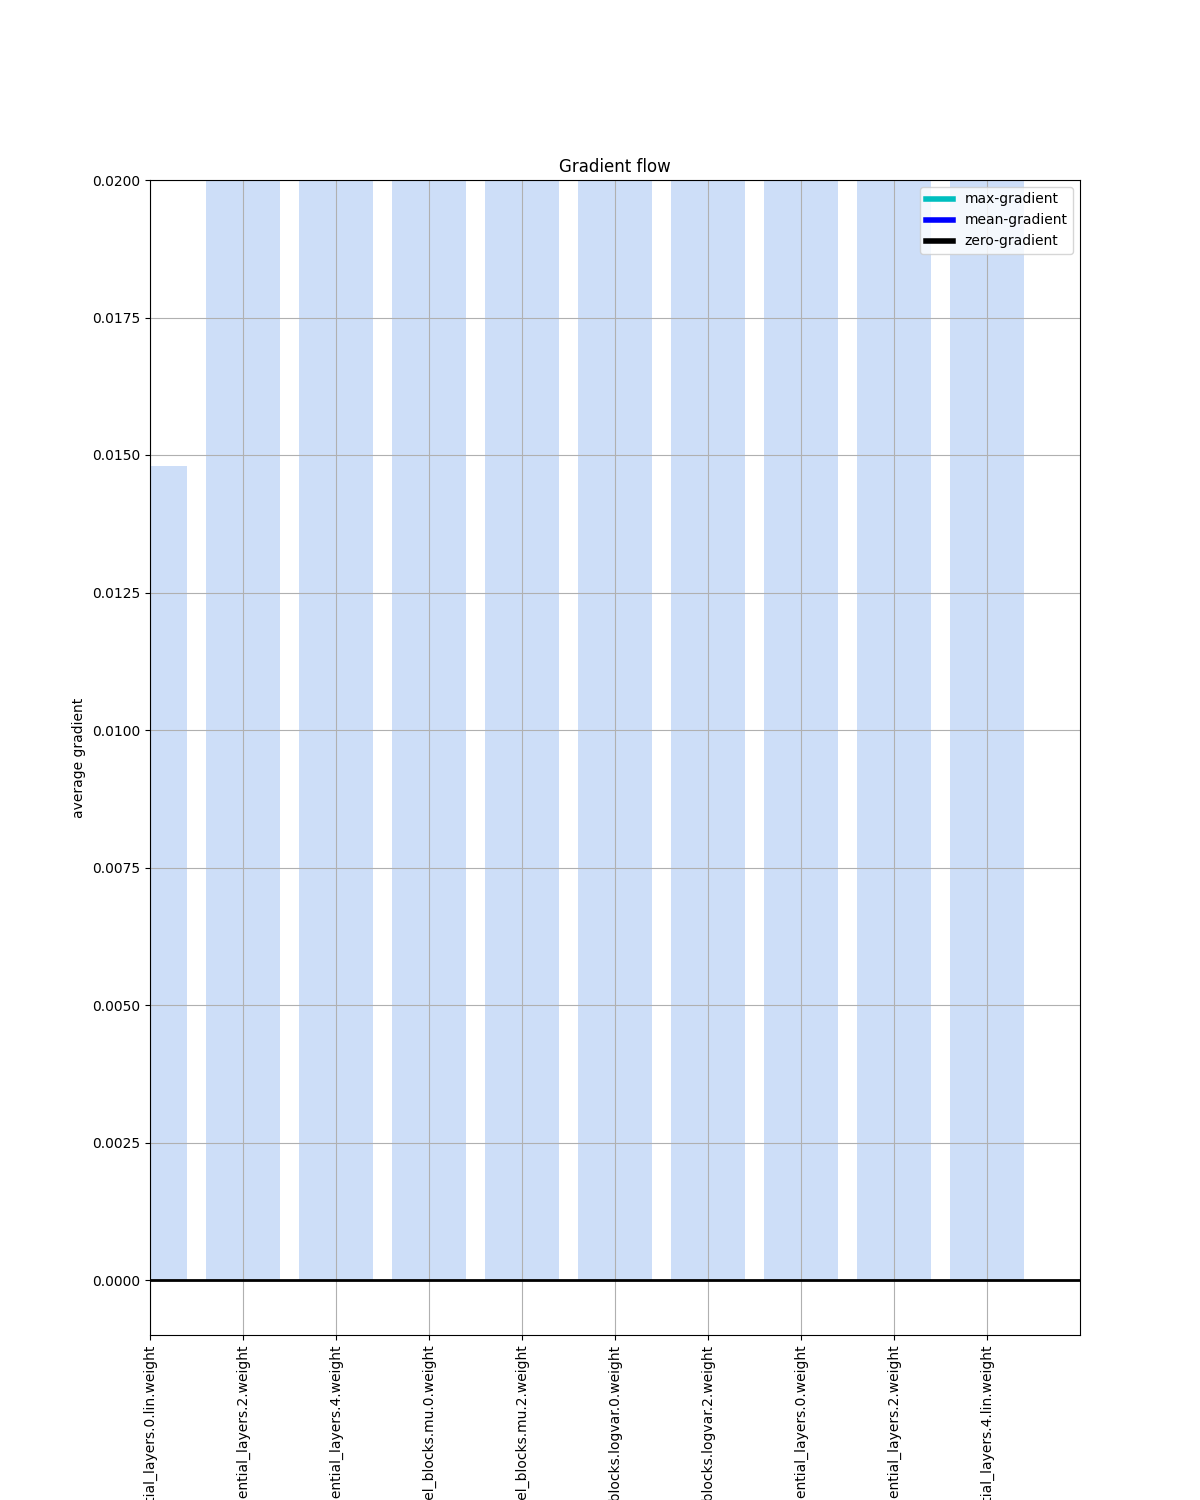 Gradient flow
max-gradient
mean-gradient
zero-gradient
0.0200
0.0175
0.0150
0.0125
0.0100
0.0075
0.0050
0.0025
0.0000
average gradient
tial_layers.0.lin.weight
ential_layers.2.weight
ential_layers.4.weight
el_blocks.mu.0.weight
el_blocks.mu.2.weight
blocks.logvar.0.weight
blocks.logvar.2.weight
ential_layers.0.weight
ential_layers.2.weight
tial_layers.4.lin.weight